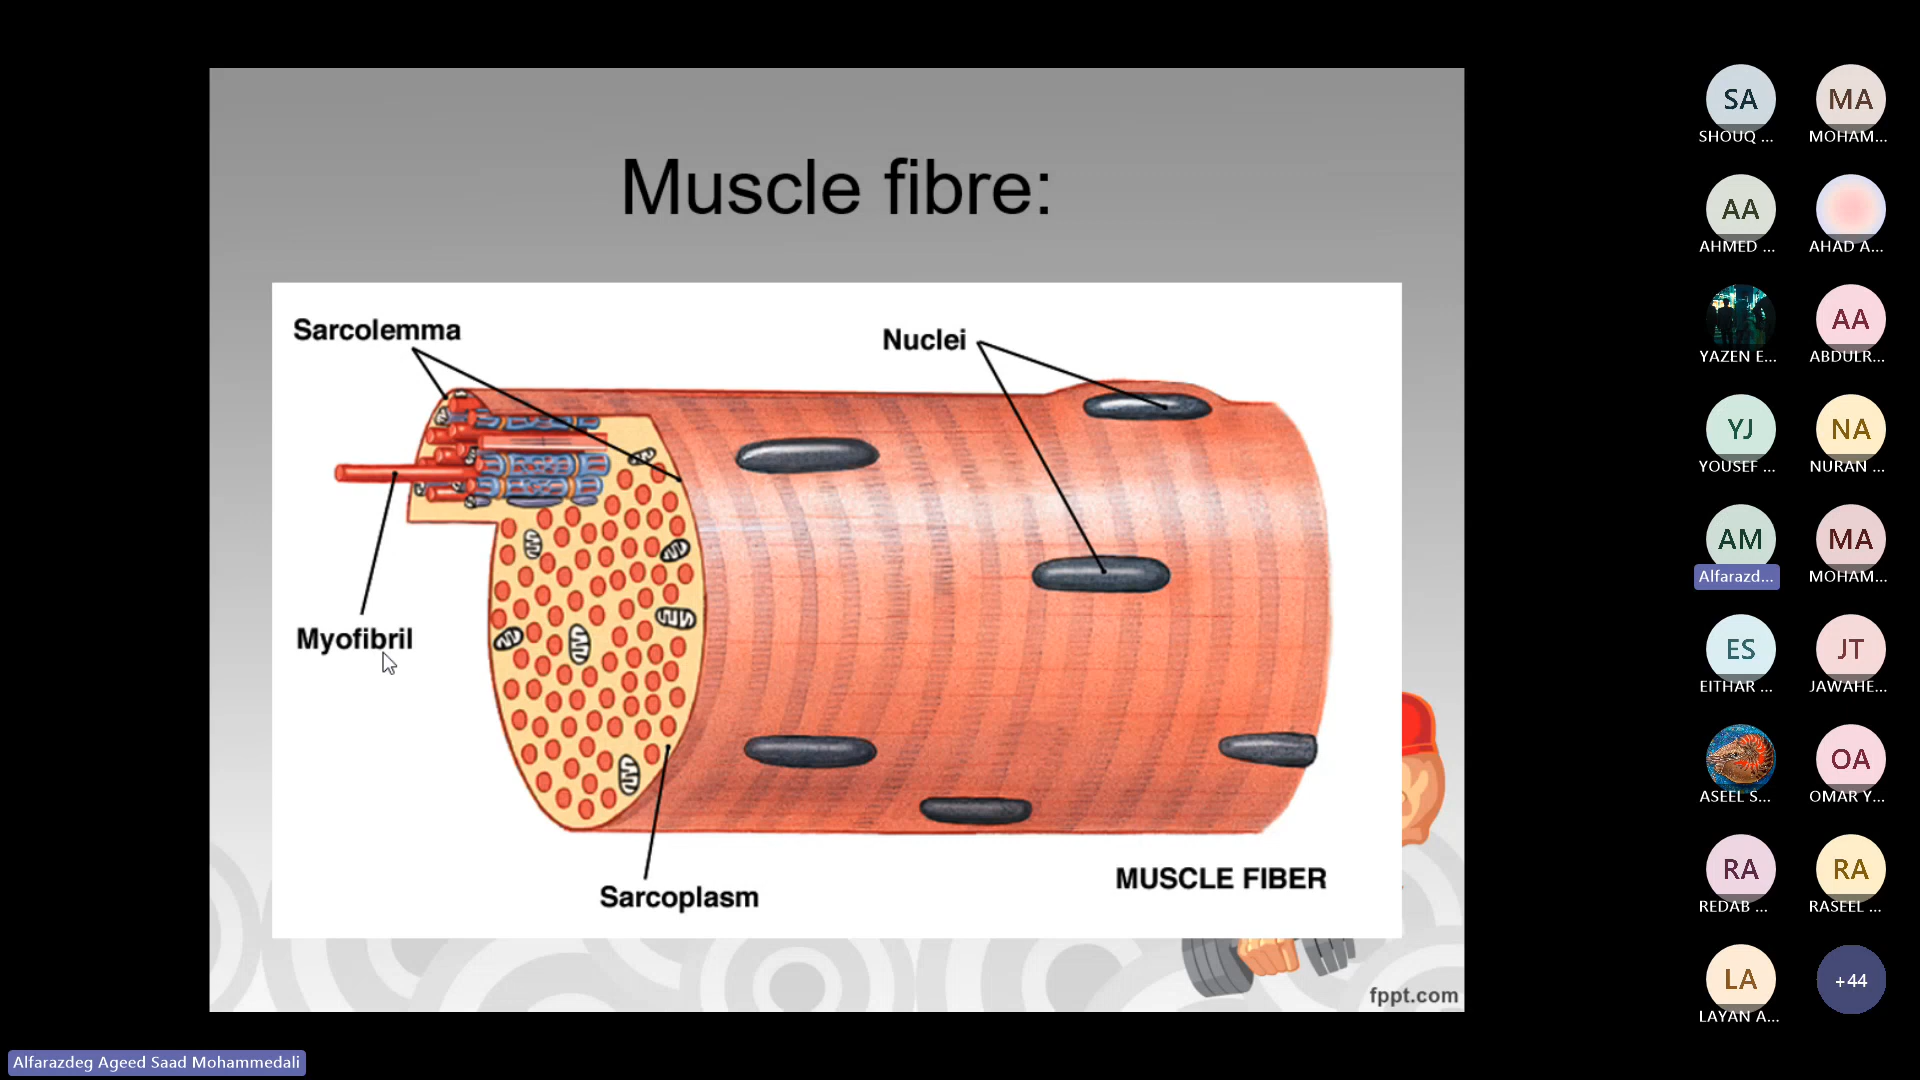 Muscle fibre:
Sarcolemma
Nuclei
Myofibril
Sarcoplasm
MUSCLE FIBER
fppt.com
SA
SHOUQ ...
MA
MOHAM...
AA
AHMED ...
AHAD A...
YAZEN E...
AA
ABDULR...
YJ
YOUSEF ...
NA
NURAN ...
AM
Alfarazd...
MA
MOHAM...
ES
EITHAR ...
JT
JAWAHE...
ASEEL S...
OA
OMAR Y...
RA
REDAB ...
RA
RASEEL ...
LA
LAYAN A...
+44
Alfarazdeg Ageed Saad Mohammedali